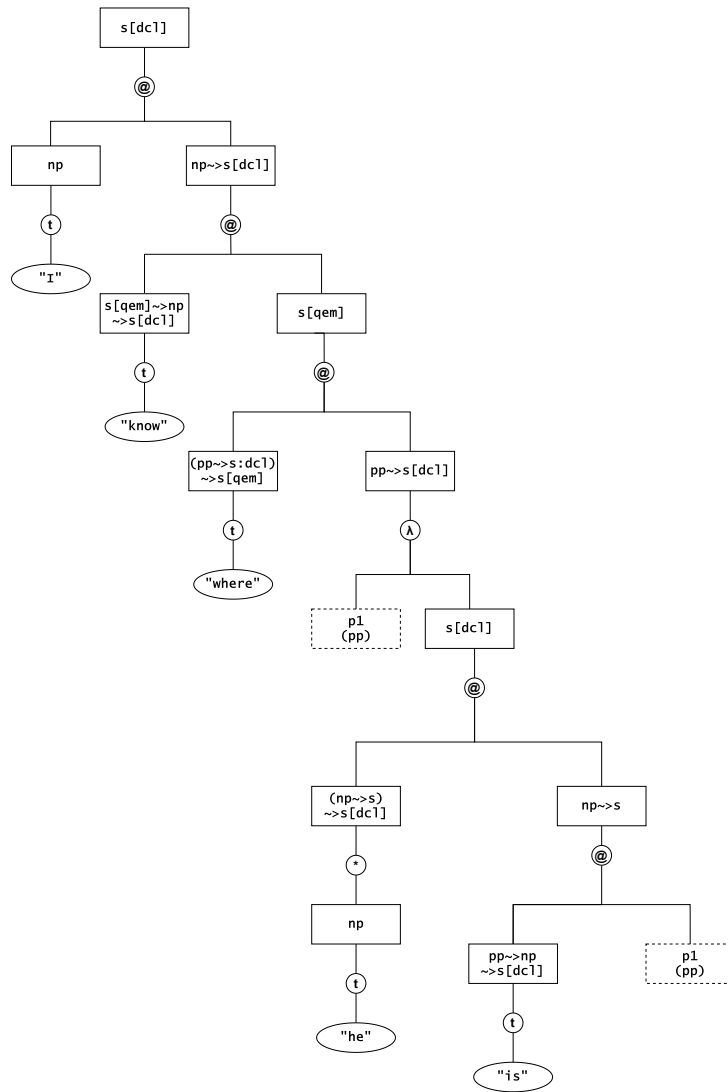 s[dcl]
@
np
np~>s[dcl]
t
@
"I"
s[qem]~>np
~>s[dcl]
s[qem]
t
@
"know"
(pp~>s:dcl)
~>s[qem]
pp~>s[dcl]
t
λ
"where"
p1
(pp)
s[dcl]
@
(np~>s)
~>s[dcl]
np~>s
*
@
np
pp~>np
~>s[dcl]
p1
(pp)
t
t
"he"
"is"